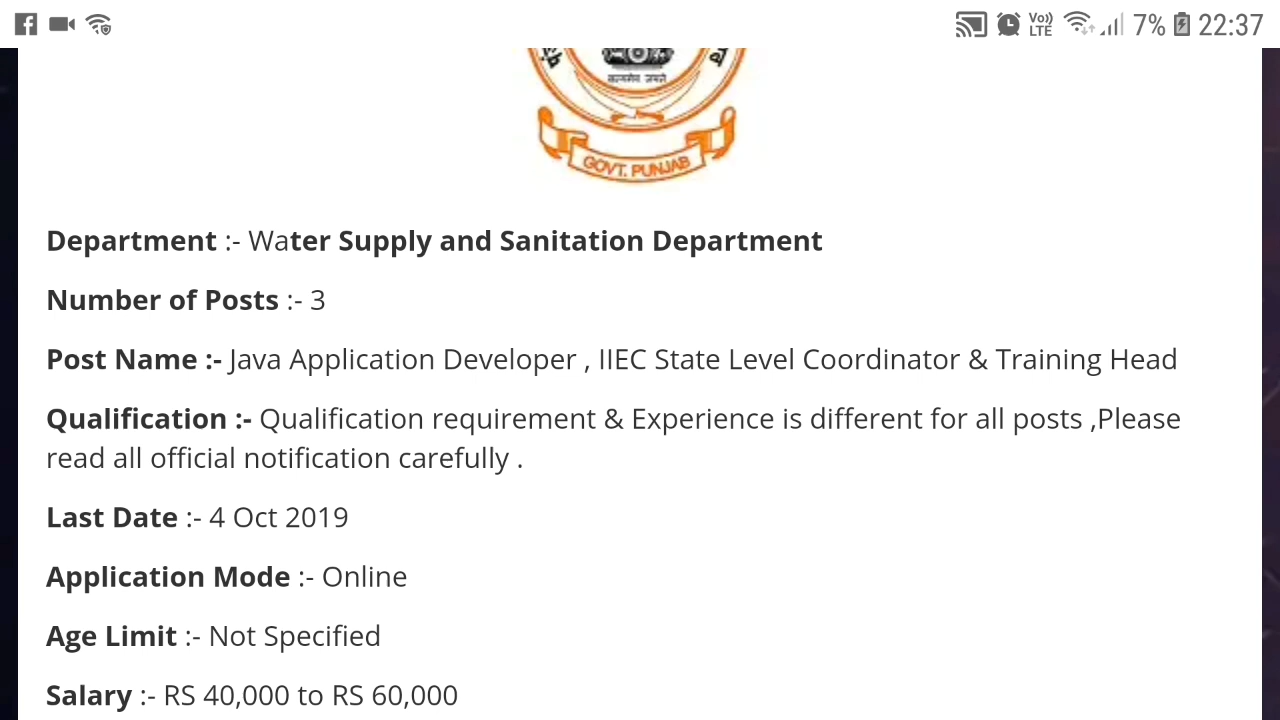 Vo))
LTE
7%
22:37
GOVT. PUNJAB
Department :- Water Supply and Sanitation Department
Number of Posts :- 3
Post Name :- Java Application Developer , IIEC State Level Coordinator & Training Head
Qualification :- Qualification requirement & Experience is different for all posts ,Please
read all official notification carefully .
Last Date :- 4 Oct 2019
Application Mode :- Online
Age Limit :- Not Specified
Salary :- RS 40,000 to RS 60,000